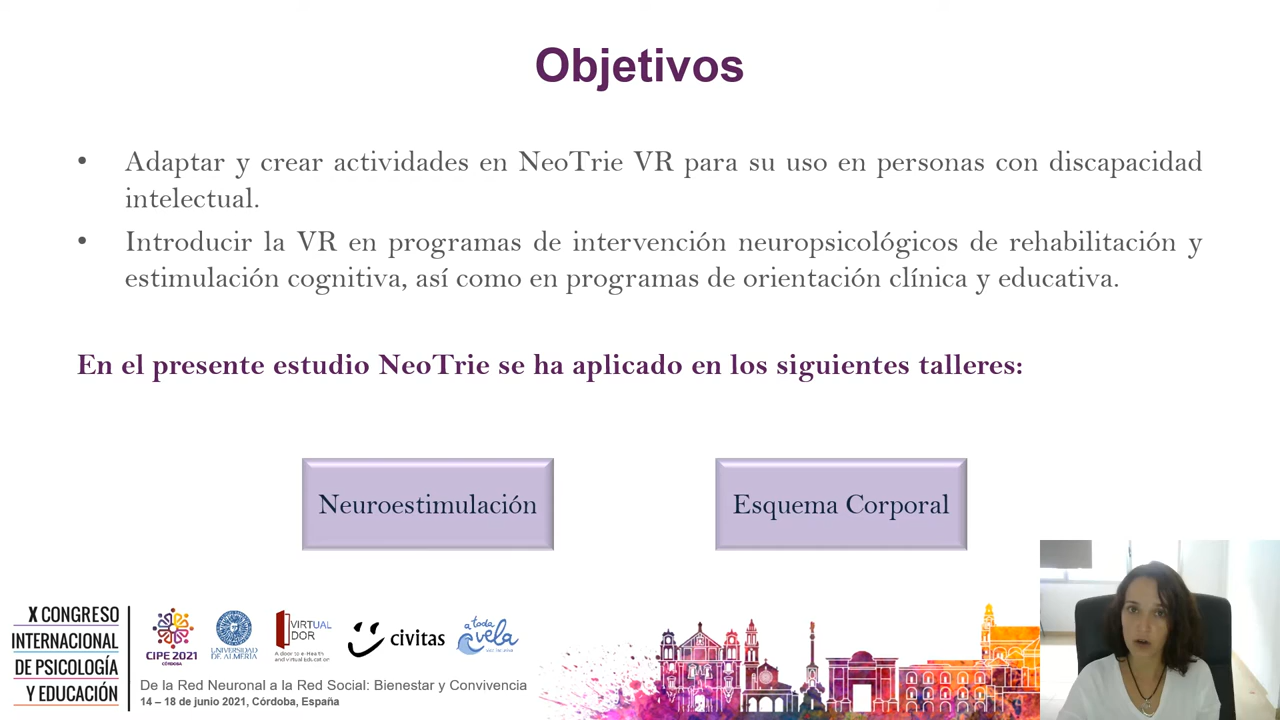 Objetivos
• Adaptar y crear actividades en NeoTrie VR para su uso en personas con discapacidad
intelectual.
• Introducir la VR en programas de intervención neuropsicológicos de rehabilitación y
estimulación cognitiva, así como en programas de orientación clínica y educativa.
En el presente estudio NeoTrie se ha aplicado en los siguientes talleres:
Neuroestimulación
Esquema Corporal
X CONGRESO
INTERNACIONAL
DE PSICOLOGÍA
Y EDUCACIÓN
CIPE 2021
CÓRDOBA
UNIVERSIDAD
DE ALMERÍA
VIRTUAL
DOR
A door to e-Health
and Virtual Education
civitas
a toda
vela
De la Red Neuronal a la Red Social: Bienestar y Convivencia
14 – 18 de junio 2021, Córdoba, España